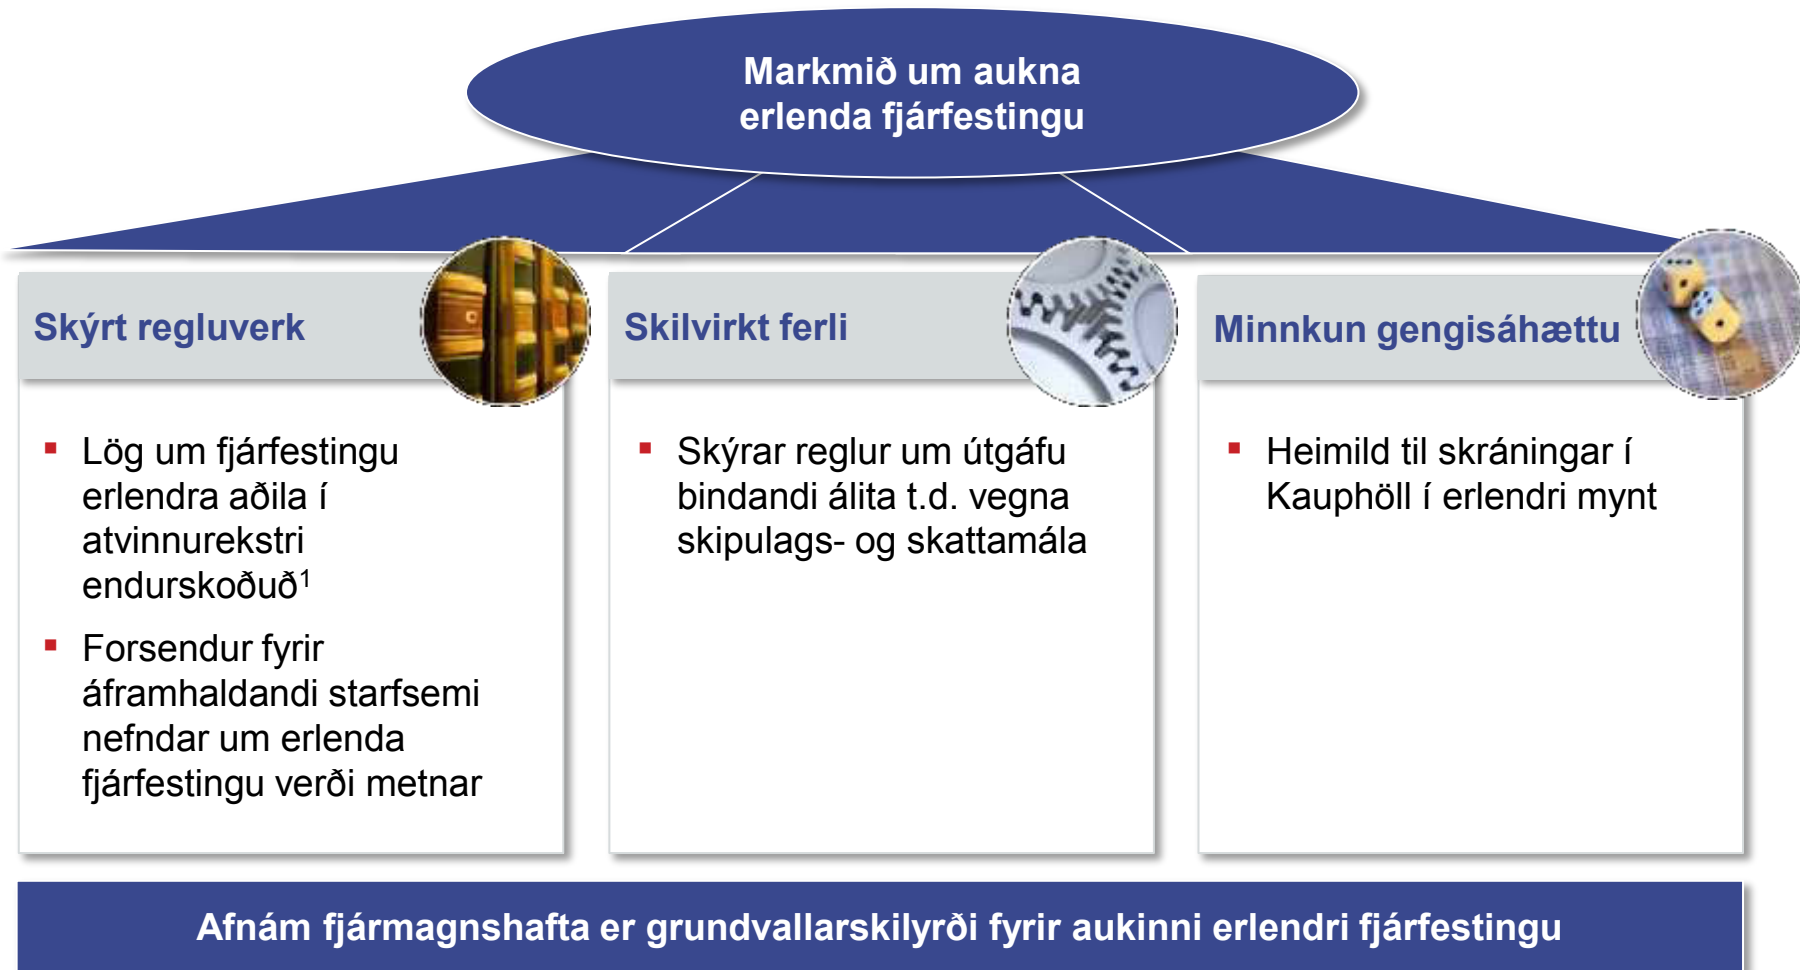 Markmið um aukna
erlenda fjárfestingu
Skýrt regluverk
Lög um fjárfestingu
erlendra aðila í
atvinnurekstri
endurskoðuð¹
Forsendur fyrir
áframhaldandi starfsemi
nefndar um erlenda
fjárfestingu verði metnar
Skilvirkt ferli
Skýrar reglur um útgáfu
bindandi álita t.d. vegna
skipulags- og skattamála
Minnkun gengisáhættu
Heimild til skráningar í
Kauphöll í erlendri mynt
Afnám fjármagnshafta er grundvallarskilyrði fyrir aukinni erlendri fjárfestingu